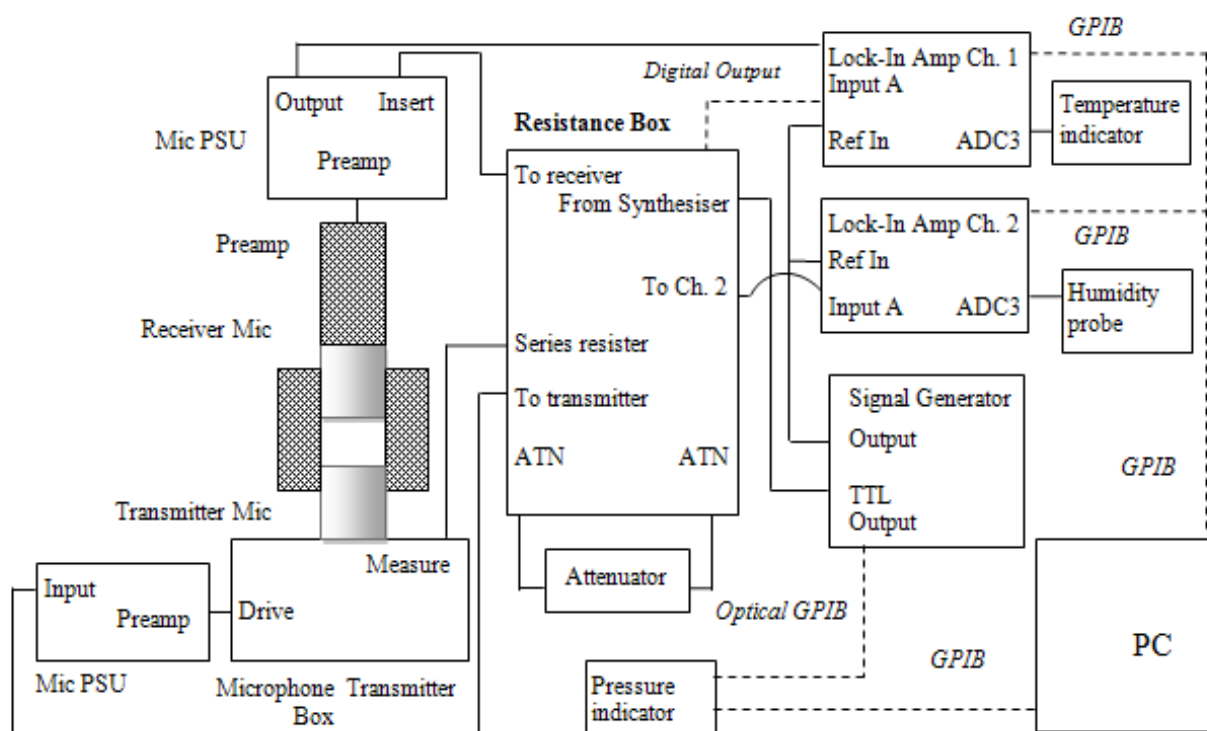 GPIB
Lock-In Amp Ch. 1
Input A
Digital Output
Output Insert
Temperature
indicator
Resistance Box
Mic PSU
Preamp
Ref In ADC3
To receiver
From Synthesiser
Lock-In Amp Ch. 2
GPIB
Preamp
Ref In
To Ch. 2
Input A ADC3
Humidity
probe
Receiver Mic
Series resister
To transmitter
Signal Generator
Output
ATN ATN
GPIB
TTL
Output
Transmitter Mic
Measure
Attenuator
Input
Preamp
Drive
Optical GPIB
PC
GPIB
Mic PSU
Microphone Transmitter
Box
Pressure
indicator